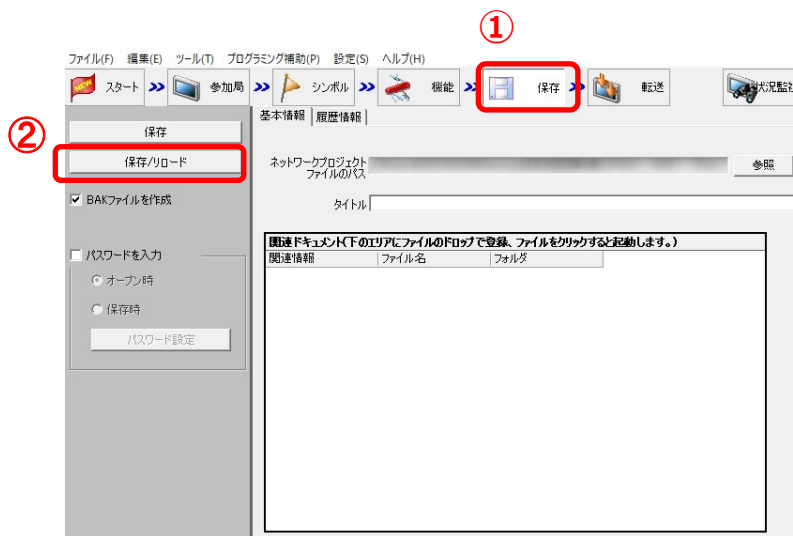 ①
ファイル(F) 編集(E) ツール(T) プログラミング補助(P) 設定(S) ヘルプ(H)
NEW スタート 参加局 シンボル 機能 保存 転送 状況監視
②
保存
保存/リロード
BAKファイルを作成
パスワードを入力
オープン時
保存時
パスワード設定
基本情報 履歴情報
ネットワークプロジェクト
ファイルのパス
参照
タイトル
関連ドキュメント(下のエリアにファイルのドロップで登録、ファイルをクリックすると起動します。)
関連情報 ファイル名 フォルダ